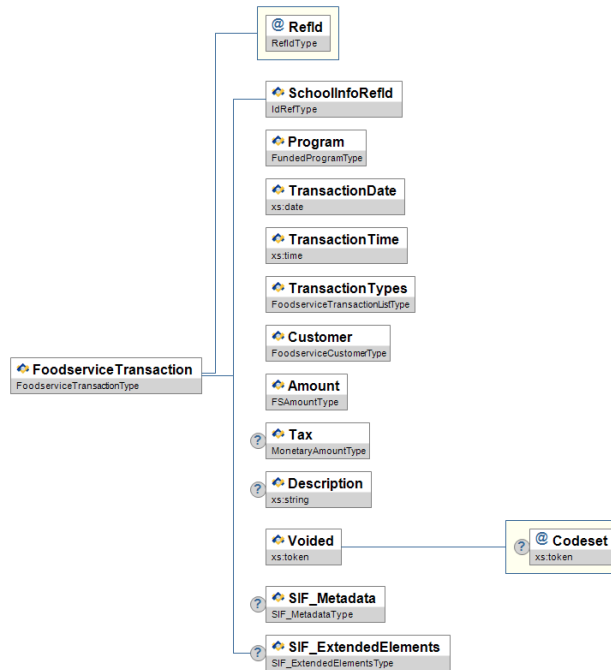 @ RefId
RefIdType
SchoolInfoRefId
IdRefType
Program
FundedProgramType
TransactionDate
xs:date
TransactionTime
xs:time
TransactionTypes
FoodserviceTransactionListType
Customer
FoodserviceCustomerType
FoodserviceTransaction
FoodserviceTransactionType
Amount
FSAmountType
? Tax
MonetaryAmountType
? Description
xs:string
Voided
xs:token
? @ Codeset
xs:token
? SIF_Metadata
SIF_MetadataType
? SIF_ExtendedElements
SIF_ExtendedElementsType